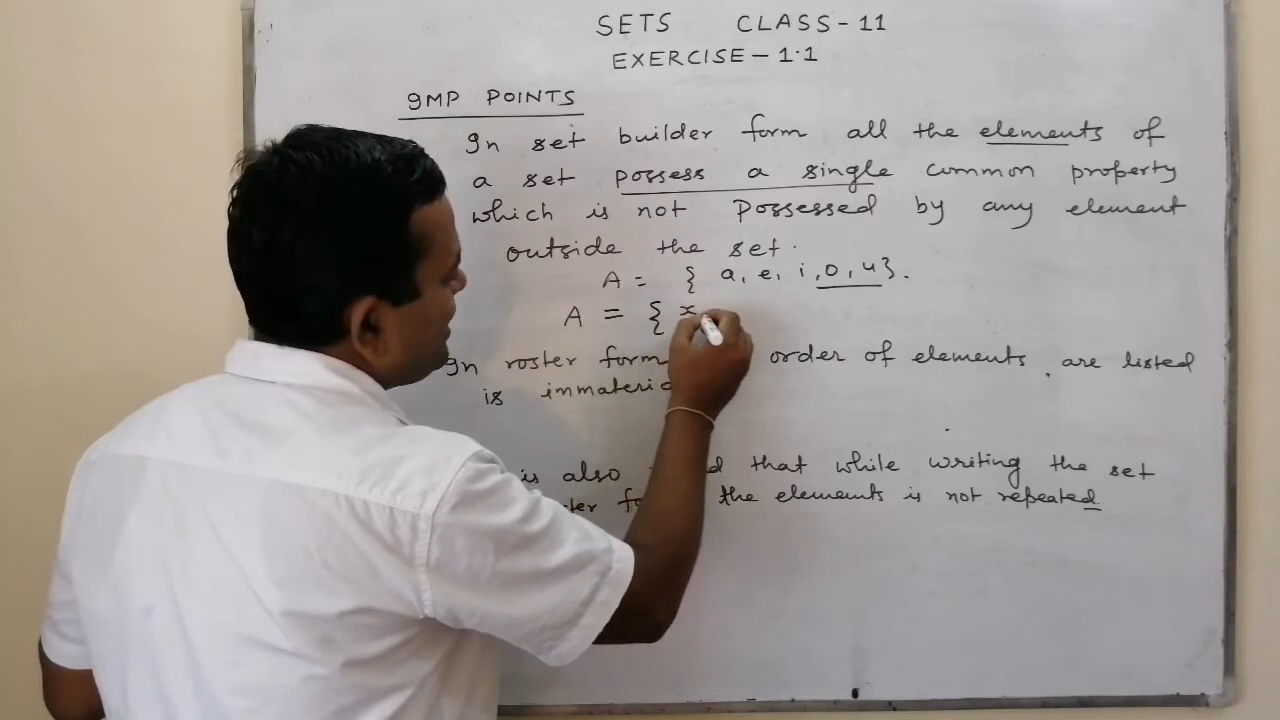 SETS CLASS-11
EXERCISE-1.1
IMP POINTS
In set builder form all the elements of
a set possess a single common property
which is not possessed by any element
outside the set.
A = { a, e, i, o, u}.
A = { x
In roster form order of elements are listed
is
is also that while writing the set
the elements is not repeated